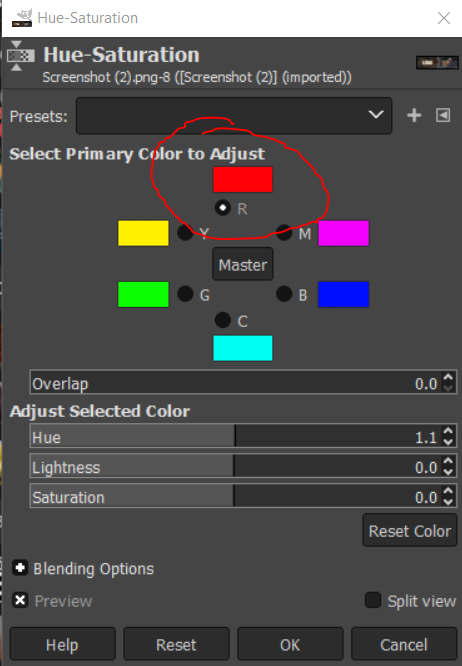 Hue-Saturation
Hue-Saturation
Screenshot (2).png-8 ([Screenshot (2)] (imported))
Presets:
Select Primary Color to Adjust
R
Y
M
Master
G
B
C
Overlap 0.0
Adjust Selected Color
Hue 1.1
Lightness 0.0
Saturation 0.0
Reset Color
Blending Options
Preview Split view
Help Reset OK Cancel